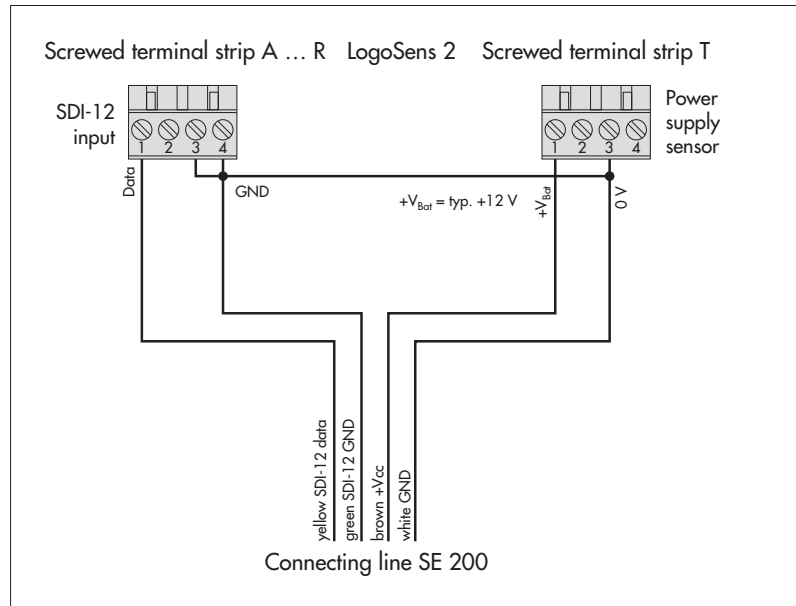 Screwed terminal strip A … R LogoSens 2 Screwed terminal strip T
SDI-12
input
1 2 3 4
1 2 3 4
Power
supply
sensor
Data
GND
+VBat = typ. +12 V
+VBat
0 V
yellow SDI-12 data
green SDI-12 GND
brown +Vcc
white GND
Connecting line SE 200